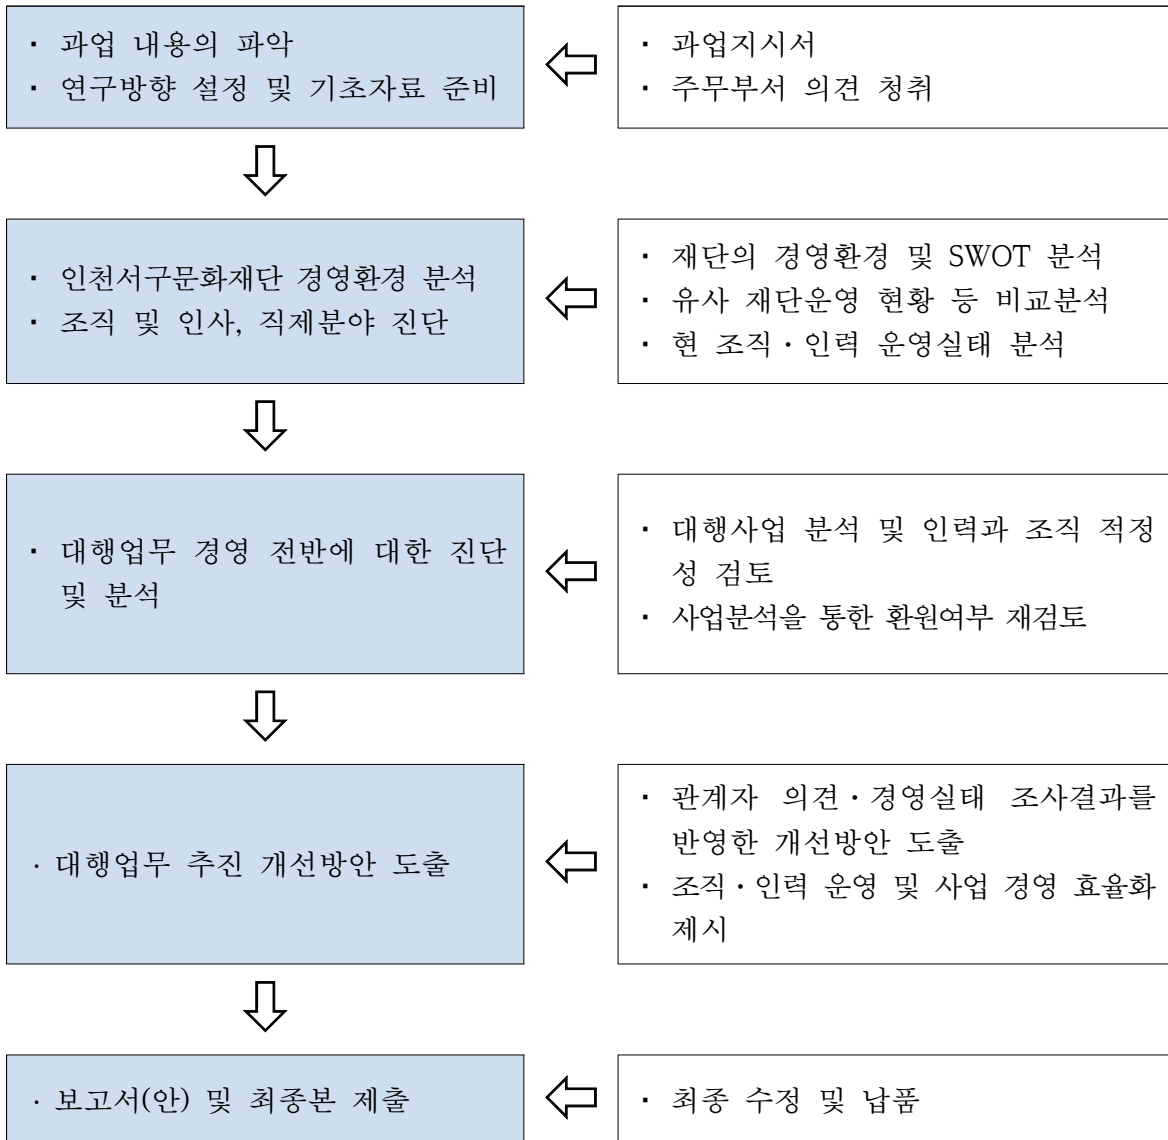 · 과업 내용의 파악
· 연구방향 설정 및 기초자료 준비
· 과업지시서
· 주무부서 의견 청취
· 인천서구문화재단 경영환경 분석
· 조직 및 인사, 직제분야 진단
· 재단의 경영환경 및 SWOT 분석
· 유사 재단운영 현황 등 비교분석
· 현 조직·인력 운영실태 분석
· 대행업무 경영 전반에 대한 진단
및 분석
· 대행사업 분석 및 인력과 조직 적정
성 검토
· 사업분석을 통한 환원여부 재검토
· 대행업무 추진 개선방안 도출
· 관계자 의견·경영실태 조사결과를
반영한 개선방안 도출
· 조직·인력 운영 및 사업 경영 효율화
제시
· 보고서(안) 및 최종본 제출
· 최종 수정 및 납품